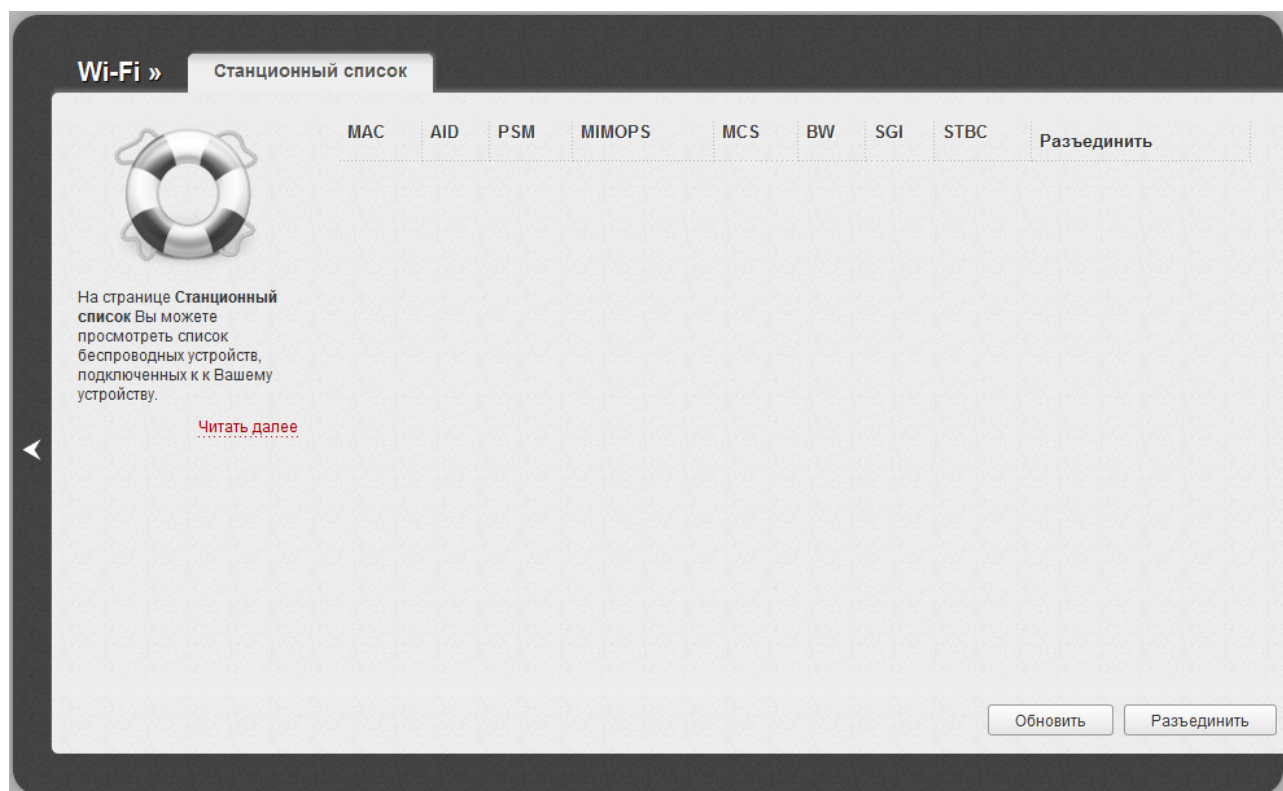 Wi-Fi »
Станционный список
MAC AID PSM MIMOPS MCS BW SGI STBC Разъединить
На странице Станционный
список Вы можете
просмотреть список
беспроводных устройств,
подключенных к к Вашему
устройству.
Читать далее
Обновить Разъединить